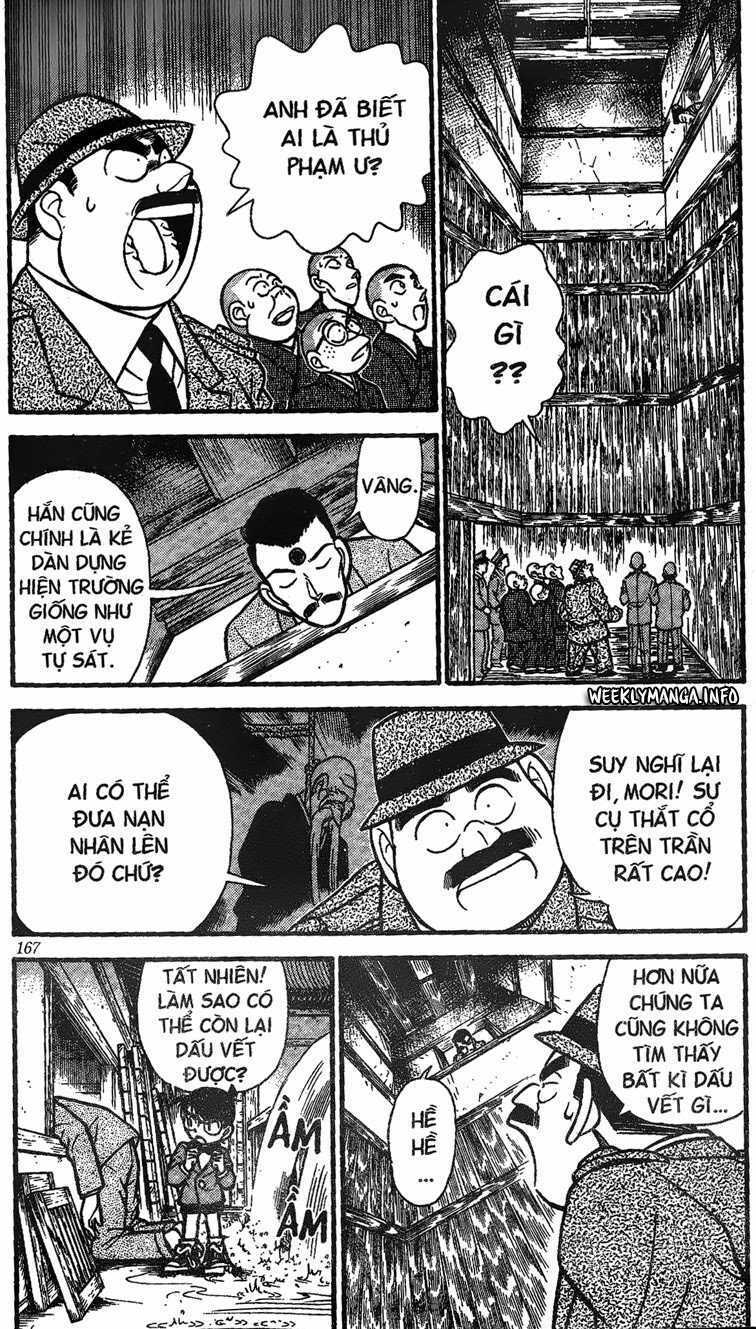 CÁI
GÌ
??
ANH ĐÃ BIẾT
AI LÀ THỦ
PHẠM Ư?
VÂNG.
HẮN CŨNG
CHÍNH LÀ KẺ
DÀN DỰNG
HIỆN TRƯỜNG
GIỐNG NHƯ
MỘT VỤ
TỰ SÁT.
WEEKLYMANGA.INFO
SUY NGHĨ LẠI
ĐI, MORI! SƯ
CỤ THẮT CỔ
TRÊN TRẦN
RẤT CAO!
AI CÓ THỂ
ĐƯA NẠN
NHÂN LÊN
ĐÓ CHỨ?
167
HƠN NỮA
CHÚNG TA
CŨNG KHÔNG
TÌM THẤY
BẤT KÌ DẤU
VẾT GÌ...
HỀ
HỀ
...
TẤT NHIÊN!
LÀM SAO CÓ
THỂ CÒN LẠI
DẤU VẾT
ĐƯỢC?
ẦM
ẦM